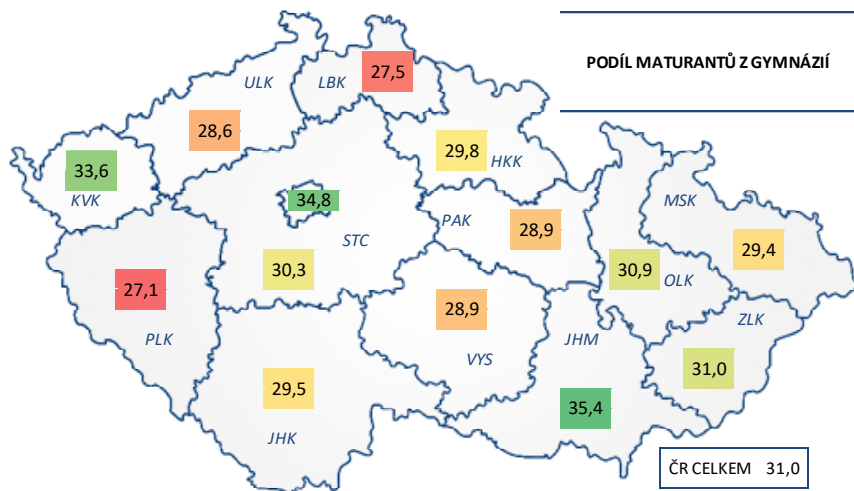 PODÍL MATURANTŮ Z GYMNÁZIÍ
ULK
LBK
27,5
28,6
29,8
HKK
33,6
KVK
34,8
PAK
28,9
MSK
STC
29,4
30,3
30,9
OLK
27,1
28,9
ZLK
PLK
VYS
JHM
31,0
29,5
35,4
JHK
ČR CELKEM 31,0